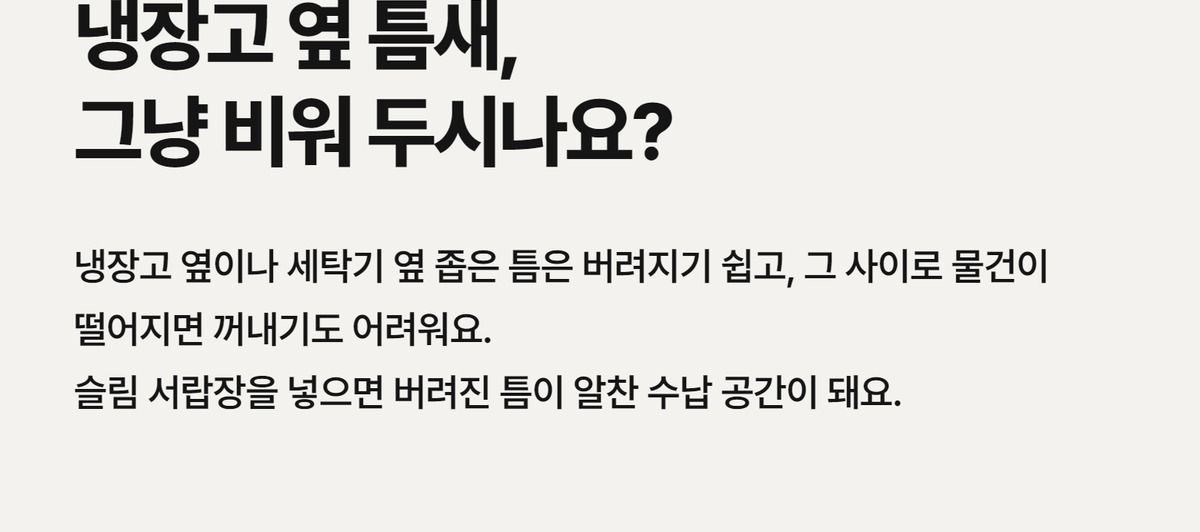 냉장고 옆 틈새,
그냥 비워 두시나요?
냉장고 옆이나 세탁기 옆 좁은 틈은 버려지기 쉽고, 그 사이로 물건이
떨어지면 꺼내기도 어려워요.
슬림 서랍장을 넣으면 버려진 틈이 알찬 수납 공간이 돼요.